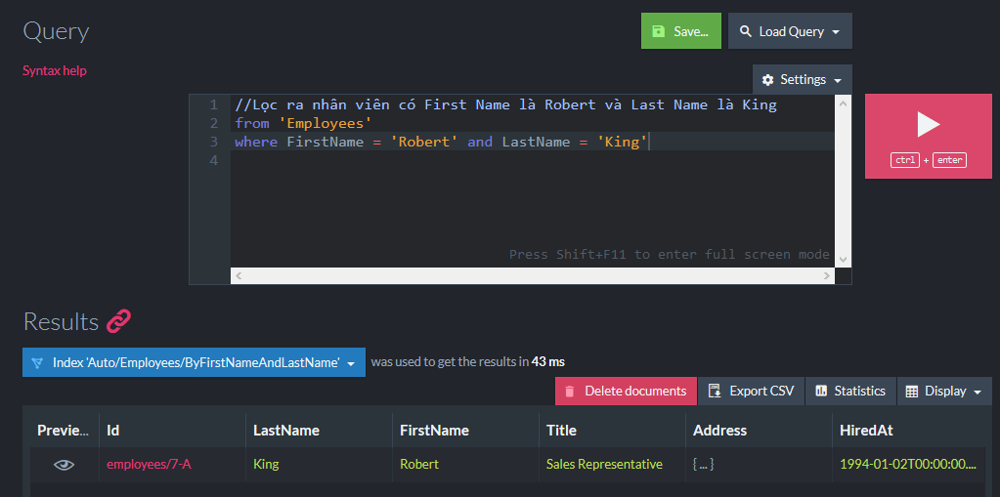 Query
Save...
Load Query
Syntax help
Settings
1 //Lọc ra nhân viên có First Name là Robert và Last Name là King
2 from 'Employees'
3 where FirstName = 'Robert' and LastName = 'King'
4
ctrl + enter
Press Shift+F11 to enter full screen mode
Results
Index 'Auto/Employees/ByFirstNameAndLastName' was used to get the results in 43 ms
Delete documents Export CSV Statistics Display
Previe... Id LastName FirstName Title Address HiredAt
employees/7-A King Robert Sales Representative {...} 1994-01-02T00:00:00....